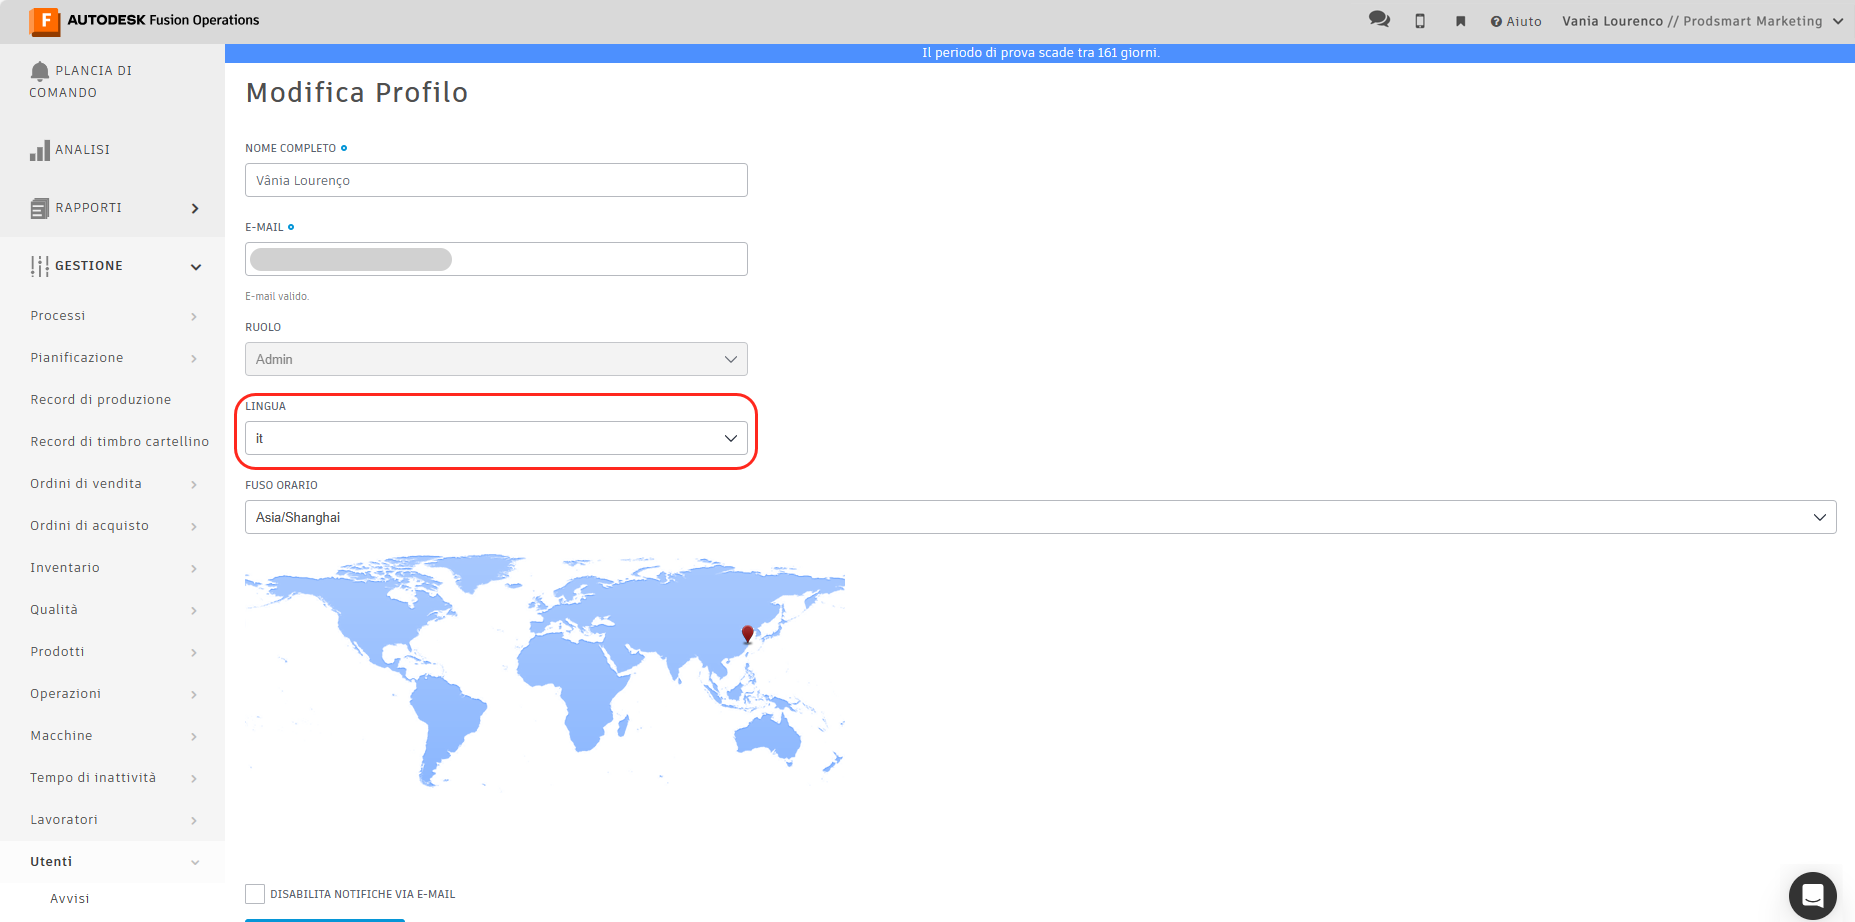 F AUTODESK Fusion Operations
Aiuto
Vania Lourenco // Prodsmart Marketing
Il periodo di prova scade tra 161 giorni.
PLANCIA DI
COMANDO
ANALISI
RAPPORTI
GESTIONE
Processi
Pianificazione
Record di produzione
Record di timbro cartellino
Ordini di vendita
Ordini di acquisto
Inventario
Qualità
Prodotti
Operazioni
Macchine
Tempo di inattività
Lavoratori
Utenti
Avvisi
Modifica Profilo
NOME COMPLETO
Vânia Lourenço
E-MAIL
E-mail valido.
RUOLO
Admin
LINGUA
it
FUSO ORARIO
Asia/Shanghai
DISABILITA NOTIFICHE VIA E-MAIL